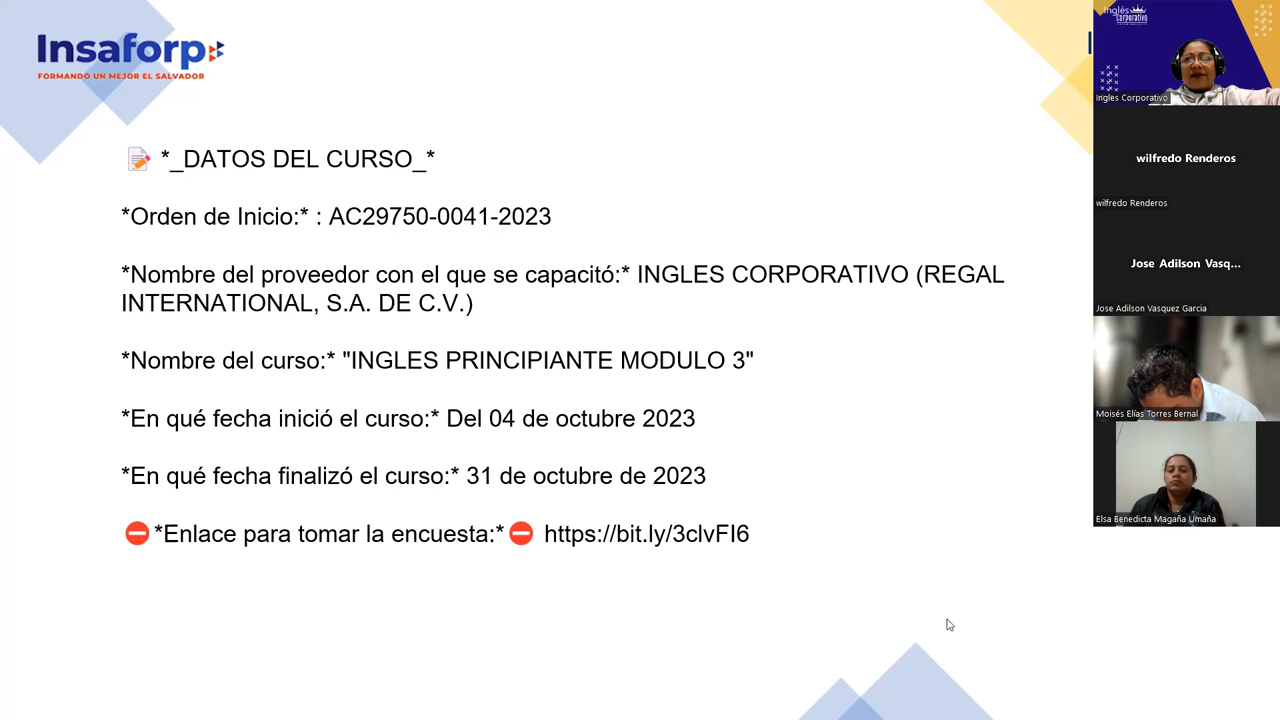 Insaforp
FORMANDO UN MEJOR EL SALVADOR
*_DATOS DEL CURSO_*
*Orden de Inicio:* : AC29750-0041-2023
*Nombre del proveedor con el que se capacitó:* INGLES CORPORATIVO (REGAL
INTERNATIONAL, S.A. DE C.V.)
*Nombre del curso:* "INGLES PRINCIPIANTE MODULO 3"
*En qué fecha inició el curso:* Del 04 de octubre 2023
*En qué fecha finalizó el curso:* 31 de octubre de 2023
*Enlace para tomar la encuesta:* https://bit.ly/3clvFI6
Inglés
Corporativo
Ingles Corporativo
wilfredo Renderos
wilfredo Renderos
Jose Adilson Vasq...
Jose Adilson Vasquez Garcia
Moisés Elías Torres Bernal
Elsa Benedicta Magaña Umaña